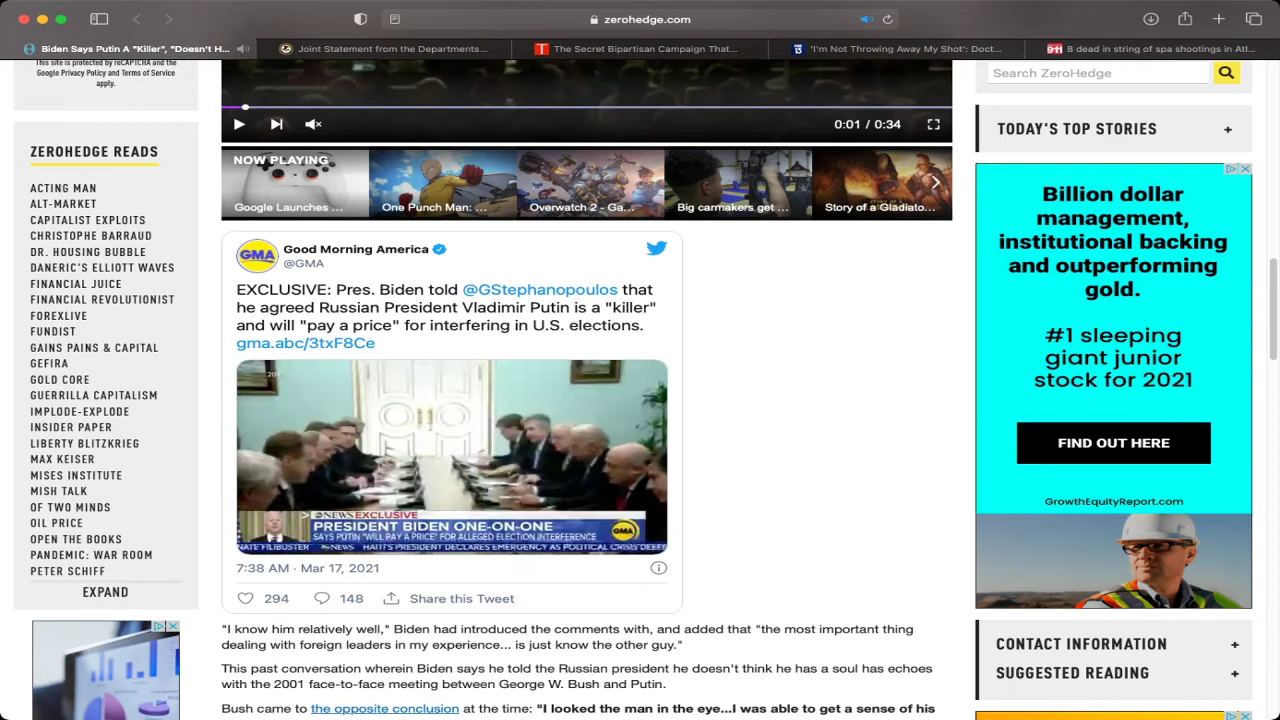 zerohedge.com
Biden Says Putin A "Killer", "Doesn't H...
Joint Statement from the Departments...
The Secret Bipartisan Campaign That...
'I'm Not Throwing Away My Shot': Doct...
8 dead in string of spa shootings in Atl...
This site is protected by reCAPTCHA and the
Google Privacy Policy and Terms of Service
apply.
ZEROHEDGE READS
ACTING MAN
ALT-MARKET
CAPITALIST EXPLOITS
CHRISTOPHE BARRAUD
DR. HOUSING BUBBLE
DANERIC'S ELLIOTT WAVES
FINANCIAL JUICE
FINANCIAL REVOLUTIONIST
FOREXLIVE
FUNDIST
GAINS PAINS & CAPITAL
GEFIRA
GOLD CORE
GUERRILLA CAPITALISM
IMPLODE-EXPLODE
INSIDER PAPER
LIBERTY BLITZKRIEG
MAX KEISER
MISES INSTITUTE
MISH TALK
OF TWO MINDS
OIL PRICE
OPEN THE BOOKS
PANDEMIC: WAR ROOM
PETER SCHIFF
EXPAND
0:01 / 0:34
NOW PLAYING
Google Launches ...
One Punch Man: ...
Overwatch 2 - Ga...
Big carmakers get ...
Story of a Gladiato...
GMA
Good Morning America
@GMA
EXCLUSIVE: Pres. Biden told @GStephanopoulos that
he agreed Russian President Vladimir Putin is a "killer"
and will "pay a price" for interfering in U.S. elections.
gma.abc/3txF8Ce
NEWS EXCLUSIVE
PRESIDENT BIDEN ONE-ON-ONE
SAYS PUTIN "WILL PAY A PRICE" FOR ALLEGED ELECTION INTERFERENCE
GMA
NATE FILIBUSTER NEWS HAITI'S PRESIDENT DECLARES EMERGENCY AS POLITICAL CRISIS DEEPE
7:38 AM · Mar 17, 2021
294
148
Share this Tweet
"I know him relatively well," Biden had introduced the comments with, and added that "the most important thing
dealing with foreign leaders in my experience... is just know the other guy."
This past conversation wherein Biden says he told the Russian president he doesn't think he has a soul has echoes
with the 2001 face-to-face meeting between George W. Bush and Putin.
Bush came to the opposite conclusion at the time: "I looked the man in the eye...I was able to get a sense of his
Search ZeroHedge
TODAY'S TOP STORIES +
Billion dollar
management,
institutional backing
and outperforming
gold.
#1 sleeping
giant junior
stock for 2021
FIND OUT HERE
GrowthEquityReport.com
CONTACT INFORMATION +
SUGGESTED READING +